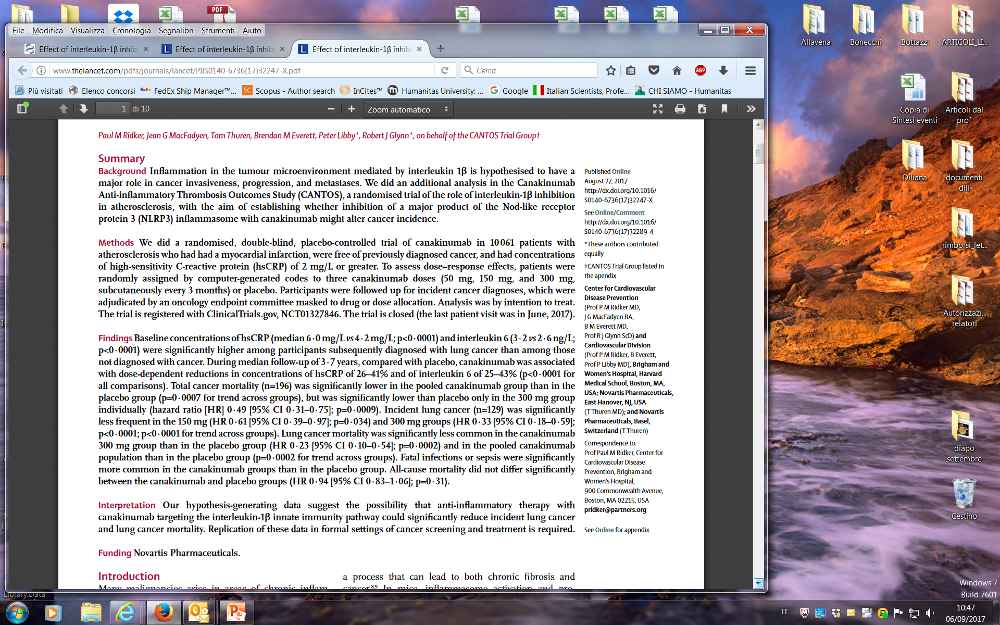 PDF
File Modifica Visualizza Cronologia Segnalibri Strumenti Aiuto
Effect of interleukin-1β inhibi
Effect of interleukin-1β inhibi
Effect of interleukin-1β inhibi
www.thelancet.com/pdfs/journals/lancet/PIIS0140-6736(17)32247-X.pdf
Cerca
ABP
Più visitati Elenco concorsi FedEx FedEx Ship Manager™... SC Scopus - Author search InCites™ Humanitas University: ... Google Italian Scientists, Profe... CHI SIAMO - Humanitas
1 di 10 Zoom automatico
Paul M Ridker, Jean G MacFadyen, Tom Thuren, Brendan M Everett, Peter Libby*, Robert J Glynn*, on behalf of the CANTOS Trial Group†
Summary
Background Inflammation in the tumour microenvironment mediated by interleukin 1β is hypothesised to have a
major role in cancer invasiveness, progression, and metastases. We did an additional analysis in the Canakinumab
Anti-inflammatory Thrombosis Outcomes Study (CANTOS), a randomised trial of the role of interleukin-1β inhibition
in atherosclerosis, with the aim of establishing whether inhibition of a major product of the Nod-like receptor
protein 3 (NLRP3) inflammasome with canakinumab might alter cancer incidence.
Methods We did a randomised, double-blind, placebo-controlled trial of canakinumab in 10 061 patients with
atherosclerosis who had had a myocardial infarction, were free of previously diagnosed cancer, and had concentrations
of high-sensitivity C-reactive protein (hsCRP) of 2 mg/L or greater. To assess dose–response effects, patients were
randomly assigned by computer-generated codes to three canakinumab doses (50 mg, 150 mg, and 300 mg,
subcutaneously every 3 months) or placebo. Participants were followed up for incident cancer diagnoses, which were
adjudicated by an oncology endpoint committee masked to drug or dose allocation. Analysis was by intention to treat.
The trial is registered with ClinicalTrials.gov, NCT01327846. The trial is closed (the last patient visit was in June, 2017).
Findings Baseline concentrations of hsCRP (median 6·0 mg/L vs 4·2 mg/L; p<0·0001) and interleukin 6 (3·2 vs 2·6 ng/L;
p<0·0001) were significantly higher among participants subsequently diagnosed with lung cancer than among those
not diagnosed with cancer. During median follow-up of 3·7 years, compared with placebo, canakinumab was associated
with dose-dependent reductions in concentrations of hsCRP of 26–41% and of interleukin 6 of 25–43% (p<0·0001 for
all comparisons). Total cancer mortality (n=196) was significantly lower in the pooled canakinumab group than in the
placebo group (p=0·0007 for trend across groups), but was significantly lower than placebo only in the 300 mg group
individually (hazard ratio [HR] 0·49 [95% CI 0·31–0·75]; p=0·0009). Incident lung cancer (n=129) was significantly
less frequent in the 150 mg (HR 0·61 [95% CI 0·39–0·97]; p=0·034) and 300 mg groups (HR 0·33 [95% CI 0·18–0·59];
p<0·0001; p<0·0001 for trend across groups). Lung cancer mortality was significantly less common in the canakinumab
300 mg group than in the placebo group (HR 0·23 [95% CI 0·10–0·54]; p=0·0002) and in the pooled canakinumab
population than in the placebo group (p=0·0002 for trend across groups). Fatal infections or sepsis were significantly
more common in the canakinumab groups than in the placebo group. All-cause mortality did not differ significantly
between the canakinumab and placebo groups (HR 0·94 [95% CI 0·83–1·06]; p=0·31).
Interpretation Our hypothesis-generating data suggest the possibility that anti-inflammatory therapy with
canakinumab targeting the interleukin-1β innate immunity pathway could significantly reduce incident lung cancer
and lung cancer mortality. Replication of these data in formal settings of cancer screening and treatment is required.
Funding Novartis Pharmaceuticals.
Introduction
Many malignancies arise in areas of chronic inflam
a process that can lead to both chronic fibrosis and
cancer.8,9 In mice, inflammasome activation and pro
Published Online
August 27, 2017
http://dx.doi.org/10.1016/
S0140-6736(17)32247-X
See Online/Comment
http://dx.doi.org/10.1016/
S0140-6736(17)32289-4
*These authors contributed
equally
†CANTOS Trial Group listed in
the apendix
Center for Cardiovascular
Disease Prevention
(Prof P M Ridker MD,
J G MacFadyen BA,
B M Everett MD,
Prof R J Glynn ScD) and
Cardiovascular Division
(Prof P M Ridker, B Everett,
Prof P Libby MD), Brigham and
Women's Hospital, Harvard
Medical School, Boston, MA,
USA; Novartis Pharmaceuticals,
East Hanover, NJ, USA
(T Thuren MD); and Novartis
Pharmaceuticals, Basel,
Switzerland (T Thuren)
Correspondence to:
Prof Paul M Ridker, Center for
Cardiovascular Disease
Prevention, Brigham and
Women's Hospital,
900 Commonwealth Avenue,
Boston, MA 02215, USA
pridker@partners.org
See Online for appendix
Allavena
Bonecchi
Bottazzi
ARTICOLI_LI...
Copia di
Sintesi eventi
Articoli dal
prof
Diliana
documenti
dili
rimborsi_let...
Autorizzazi...
relatori
diapo
settembre
Cestino
Library.Data
Windows 7
Build 7601
IT
10:47
06/09/2017